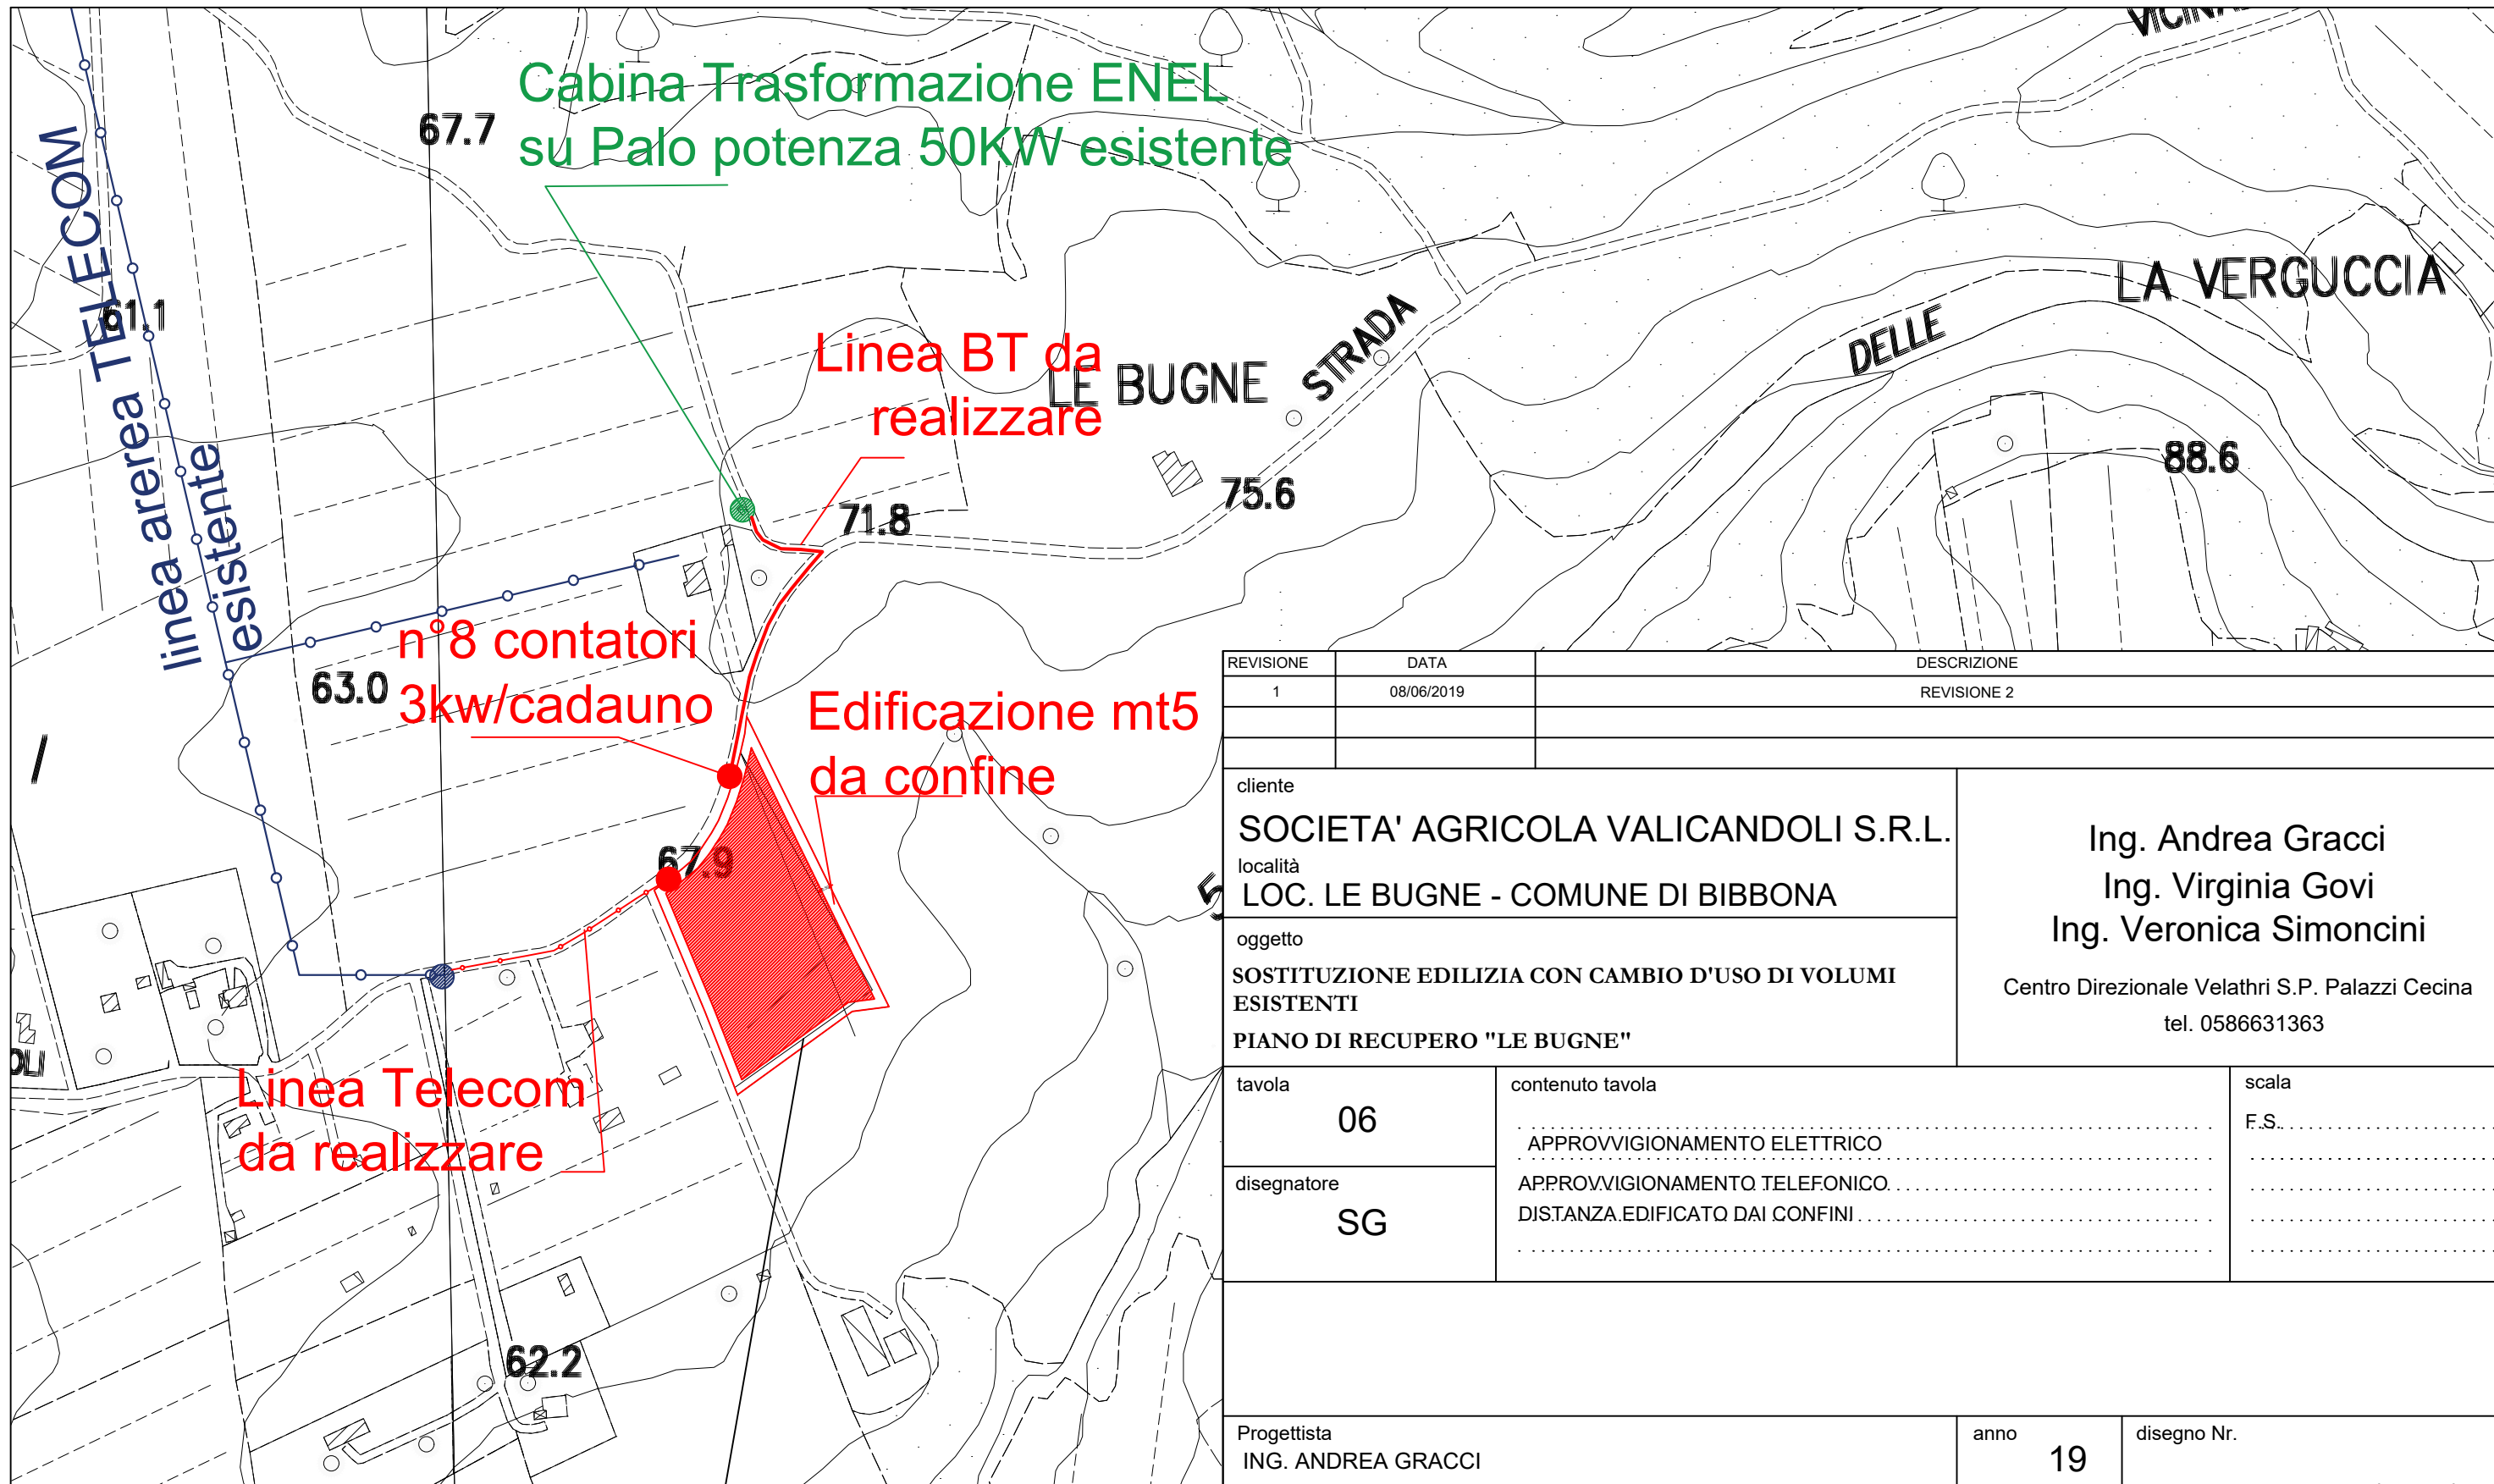 VICINA
Cabina Trasformazione ENEL
su Palo potenza 50KW esistente
67.7
linea arerea TELECOM
esistente
61.1
LA VERGUCCIA
Linea BT da
realizzare
LE BUGNE
STRADA
DELLE
88.6
75.6
71.8
n°8 contatori
3kw/cadauno
63.0
Edificazione mt5
da confine
67.9
Linea Telecom
da realizzare
62.2
REVISIONE DATA DESCRIZIONE
1 08/06/2019 REVISIONE 2
cliente
SOCIETA' AGRICOLA VALICANDOLI S.R.L.
località
LOC. LE BUGNE - COMUNE DI BIBBONA
Ing. Andrea Gracci
Ing. Virginia Govi
Ing. Veronica Simoncini
Centro Direzionale Velathri S.P. Palazzi Cecina
tel. 0586631363
oggetto
SOSTITUZIONE EDILIZIA CON CAMBIO D'USO DI VOLUMI
ESISTENTI
PIANO DI RECUPERO "LE BUGNE"
tavola
06
contenuto tavola
APPROVVIGIONAMENTO ELETTRICO
APPROVVIGIONAMENTO TELEFONICO
DISTANZA EDIFICATO DAI CONFINI
scala
F.S.
disegnatore
SG
Progettista
ING. ANDREA GRACCI
anno
19
disegno Nr.